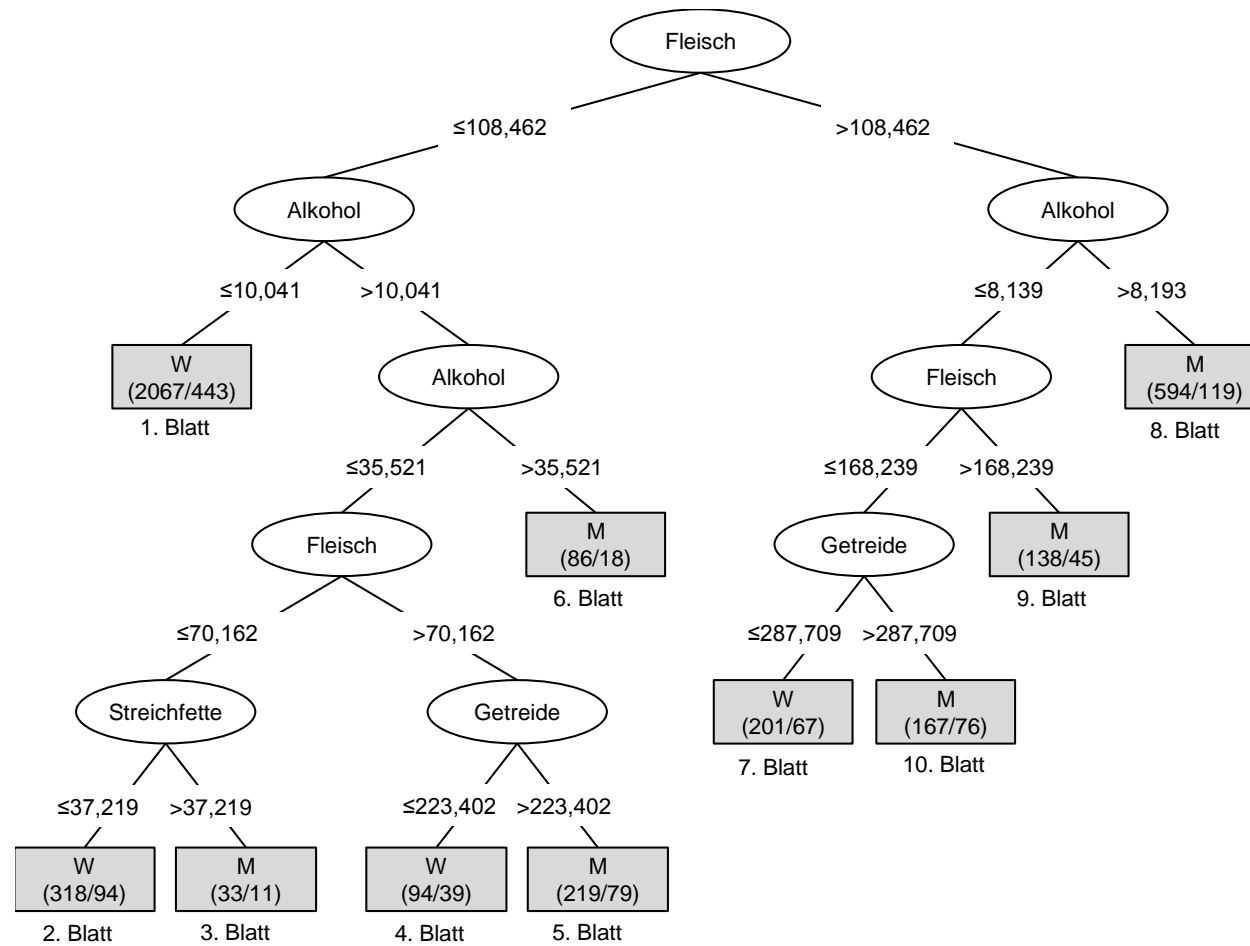 Fleisch
≤108,462 >108,462
Alkohol Alkohol
≤10,041 >10,041 ≤8,139 >8,193
W
(2067/443)
1. Blatt
Alkohol
Fleisch
M
(594/119)
8. Blatt
≤35,521 >35,521 ≤168,239 >168,239
Fleisch
M
(86/18)
6. Blatt
Getreide
M
(138/45)
9. Blatt
≤70,162 >70,162 ≤287,709 >287,709
Streichfette Getreide
W
(201/67)
7. Blatt
M
(167/76)
10. Blatt
≤37,219 >37,219 ≤223,402 >223,402
W
(318/94)
2. Blatt
M
(33/11)
3. Blatt
W
(94/39)
4. Blatt
M
(219/79)
5. Blatt